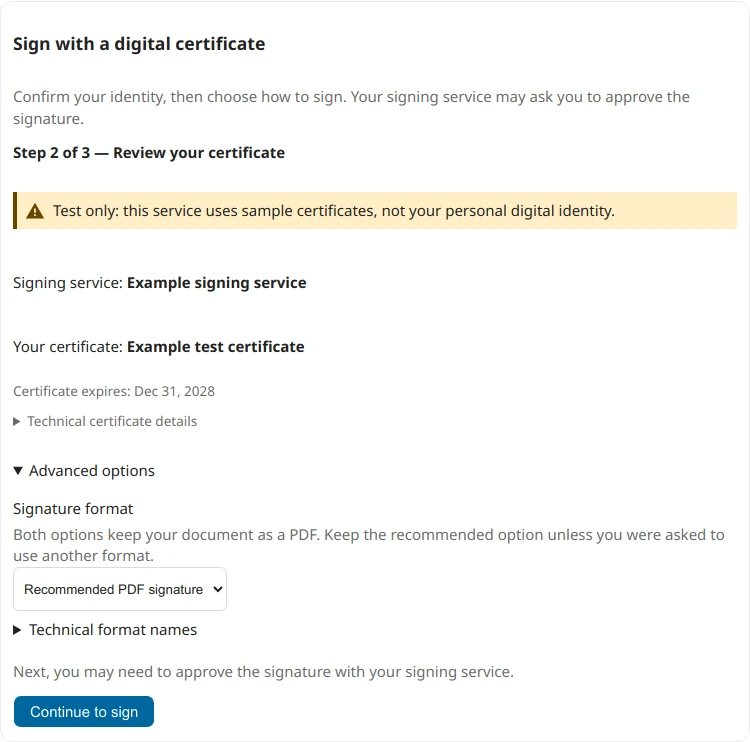 Sign with a digital certificate
Confirm your identity, then choose how to sign. Your signing service may ask you to approve the
signature.
Step 2 of 3 — Review your certificate
Test only: this service uses sample certificates, not your personal digital identity.
Signing service: Example signing service
Your certificate: Example test certificate
Certificate expires: Dec 31, 2028
Technical certificate details
Advanced options
Signature format
Both options keep your document as a PDF. Keep the recommended option unless you were asked to
use another format.
Recommended PDF signature
Technical format names
Next, you may need to approve the signature with your signing service.
Continue to sign